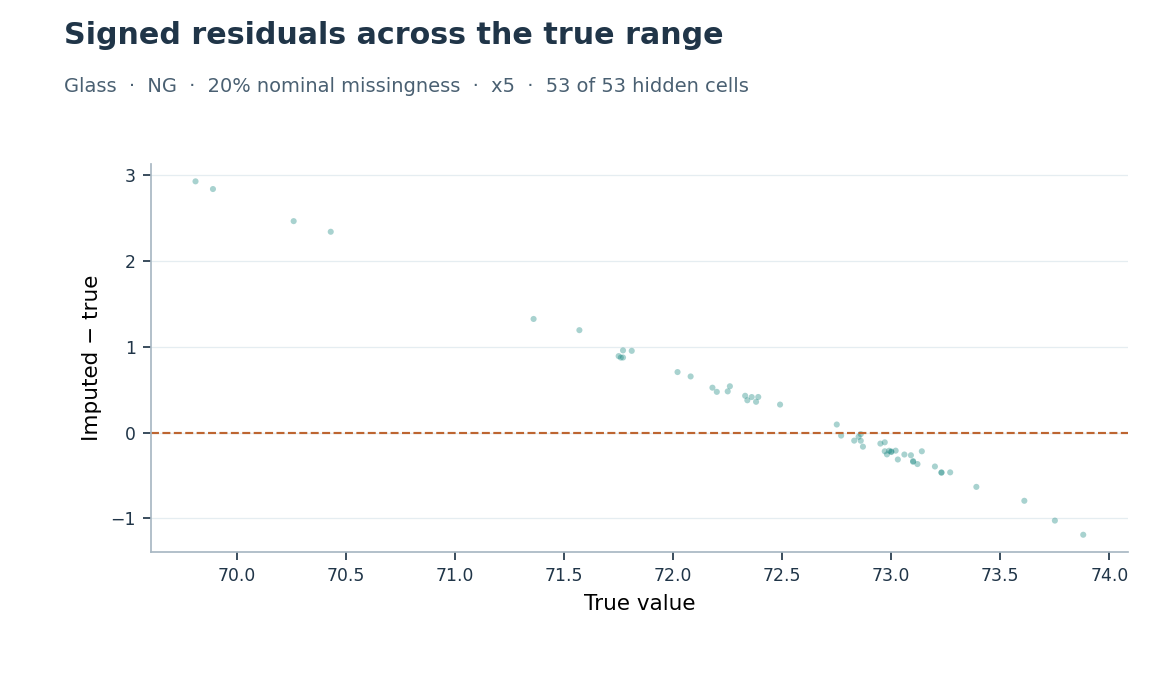 Signed residuals across the true range
Glass · NG · 20% nominal missingness · x5 · 53 of 53 hidden cells
3
2
1
0
−1
Imputed − true
70.0 70.5 71.0 71.5 72.0 72.5 73.0 73.5 74.0
True value